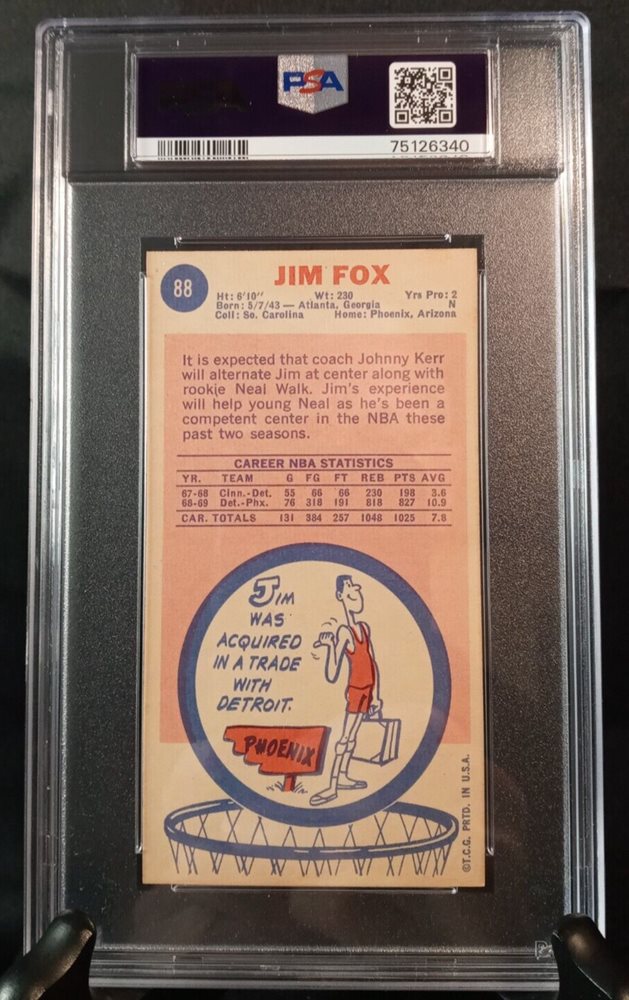 PSA
75126340
88
JIM FOX
Ht: 6'10" Wt: 230 Yrs Pro: 2
Born: 5/7/43 — Atlanta, Georgia N
Coll: So. Carolina Home: Phoenix, Arizona
It is expected that coach Johnny Kerr
will alternate Jim at center along with
rookie Neal Walk. Jim's experience
will help young Neal as he's been a
competent center in the NBA these
past two seasons.
CAREER NBA STATISTICS
YR. TEAM G FG FT REB PTS AVG
67-68 Cinn.-Det. 55 66 66 230 198 3.6
68-69 Det.-Phx. 76 318 191 818 827 10.9
CAR. TOTALS 131 384 257 1048 1025 7.8
JIM
WAS
ACQUIRED
IN A TRADE
WITH
DETROIT.
PHOENIX
©T.C.G. PRTD. IN U.S.A.